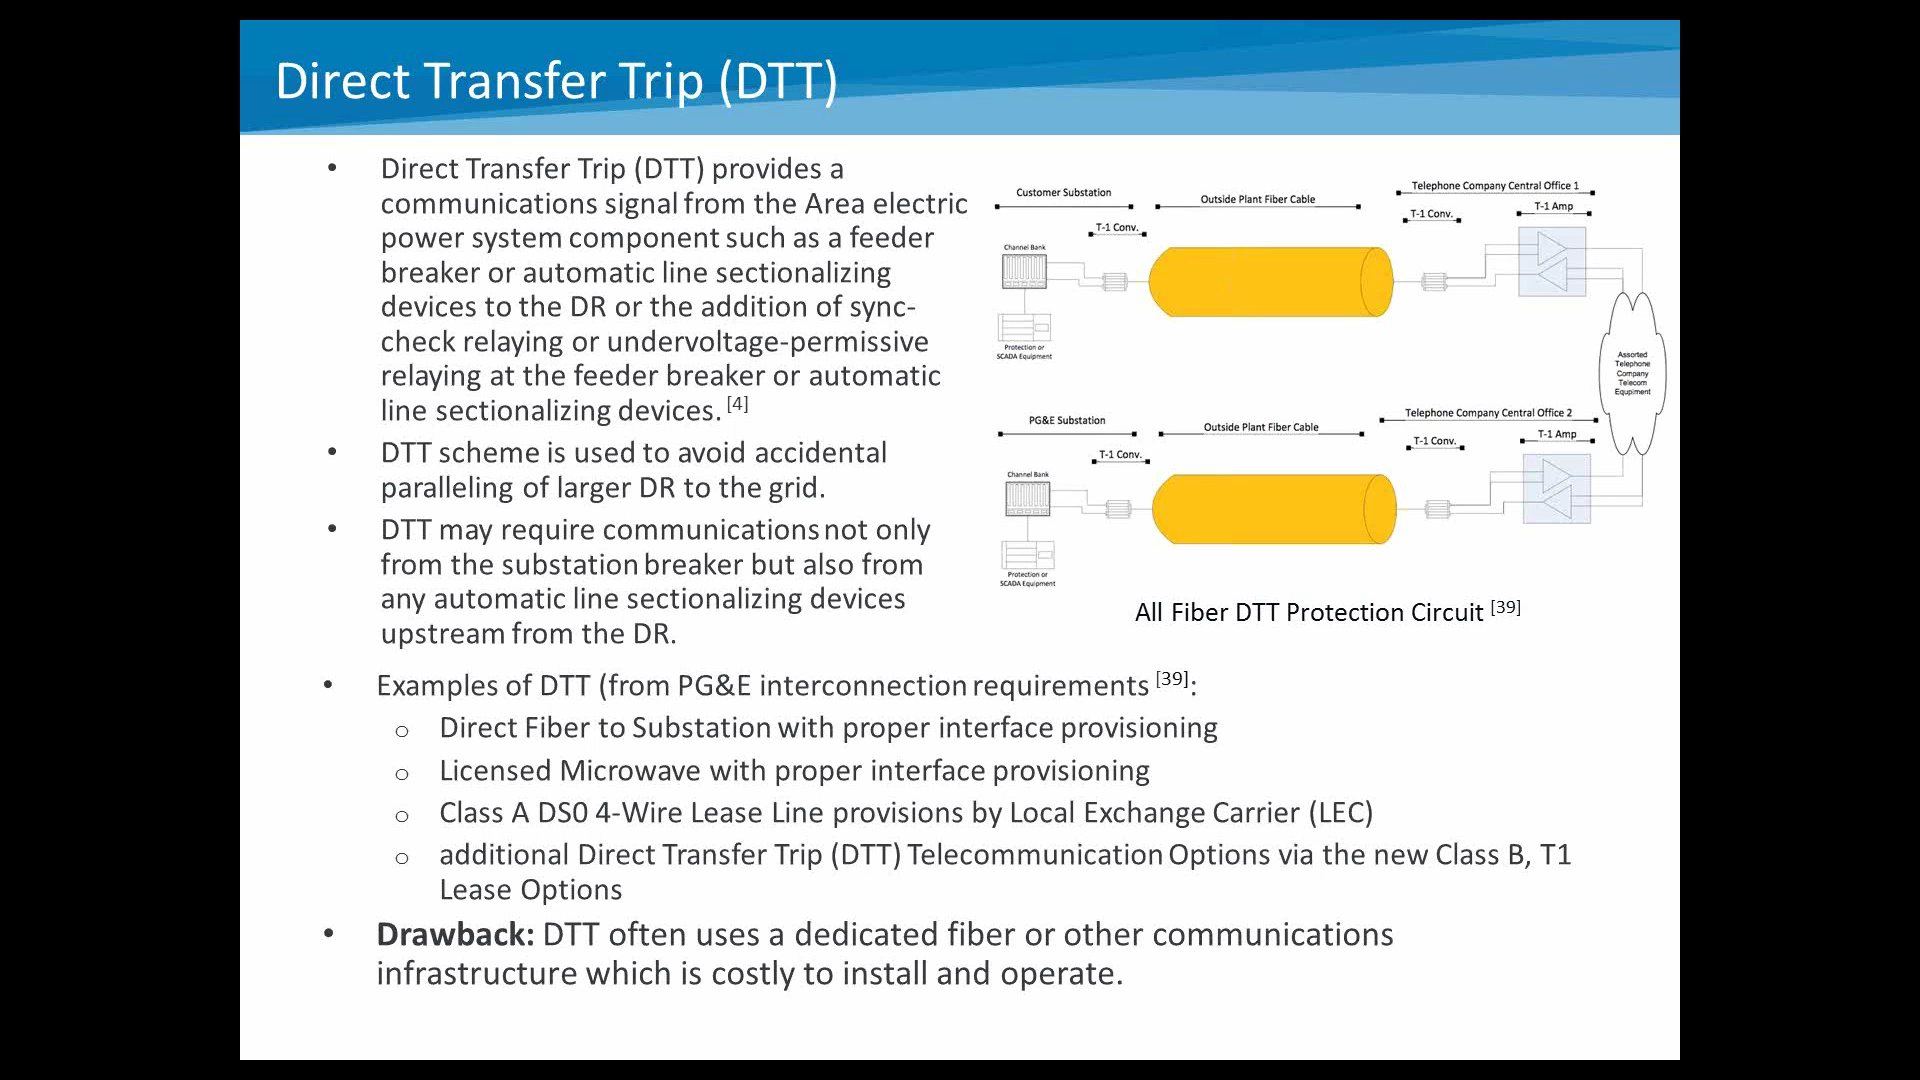 Direct Transfer Trip (DTT)
• Direct Transfer Trip (DTT) provides a
communications signal from the Area electric
power system component such as a feeder
breaker or automatic line sectionalizing
devices to the DR or the addition of sync-
check relaying or undervoltage-permissive
relaying at the feeder breaker or automatic
line sectionalizing devices. [4]
• DTT scheme is used to avoid accidental
paralleling of larger DR to the grid.
• DTT may require communications not only
from the substation breaker but also from
any automatic line sectionalizing devices
upstream from the DR.
Customer Substation
Outside Plant Fiber Cable
Telephone Company Central Office 1
T-1 Conv.
T-1 Conv.
T-1 Amp
Channel Bank
Protection or
SCADA Equipment
Assorted
Telephone
Company
Telecom
Equipment
PG&E Substation
Outside Plant Fiber Cable
Telephone Company Central Office 2
T-1 Conv.
T-1 Conv.
T-1 Amp
Channel Bank
Protection or
SCADA Equipment
All Fiber DTT Protection Circuit [39]
• Examples of DTT (from PG&E interconnection requirements [39]:
o Direct Fiber to Substation with proper interface provisioning
o Licensed Microwave with proper interface provisioning
o Class A DS0 4-Wire Lease Line provisions by Local Exchange Carrier (LEC)
o additional Direct Transfer Trip (DTT) Telecommunication Options via the new Class B, T1
Lease Options
• Drawback: DTT often uses a dedicated fiber or other communications
infrastructure which is costly to install and operate.